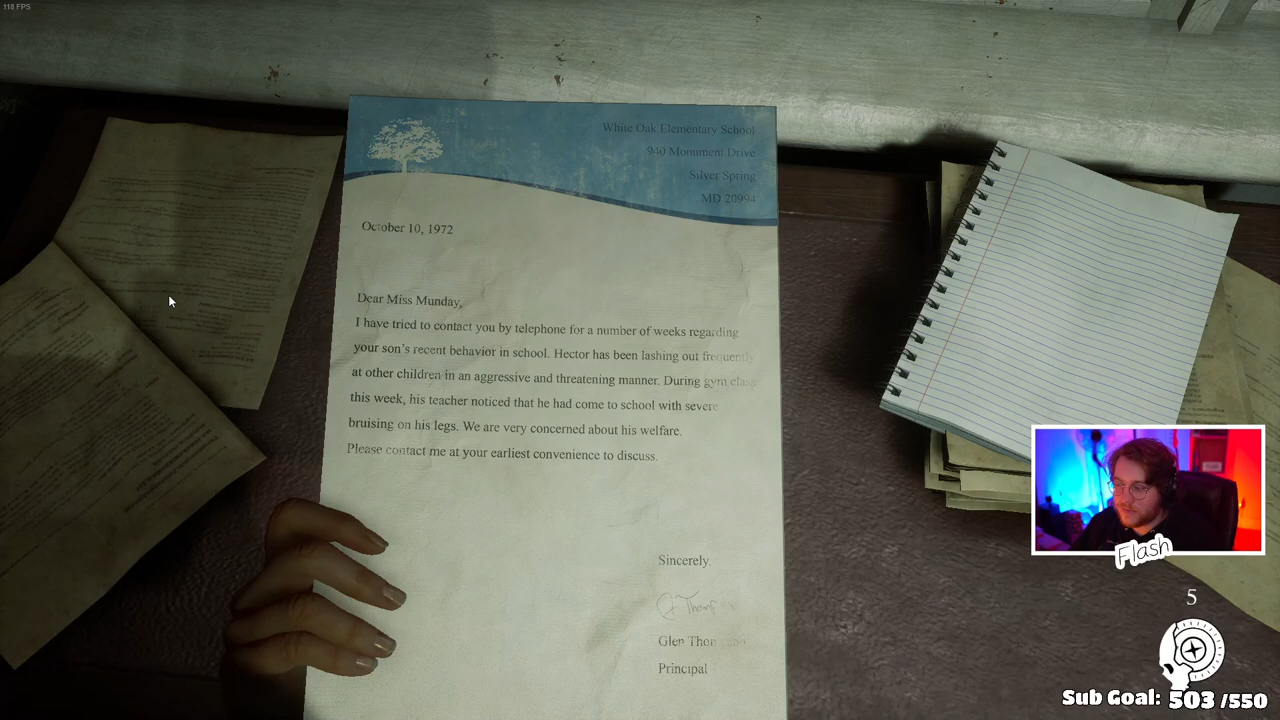 118 FPS
White Oak Elementary School
940 Monument Drive
Silver Spring
MD 20994
October 10, 1972
Dear Miss Munday,
I have tried to contact you by telephone for a number of weeks regarding
your son's recent behavior in school. Hector has been lashing out frequently
at other children in an aggressive and threatening manner. During gym class
this week, his teacher noticed that he had come to school with severe
bruising on his legs. We are very concerned about his welfare.
Please contact me at your earliest convenience to discuss.
Sincerely,
Glen
Principal
Flash
5
Sub Goal: 503 /550